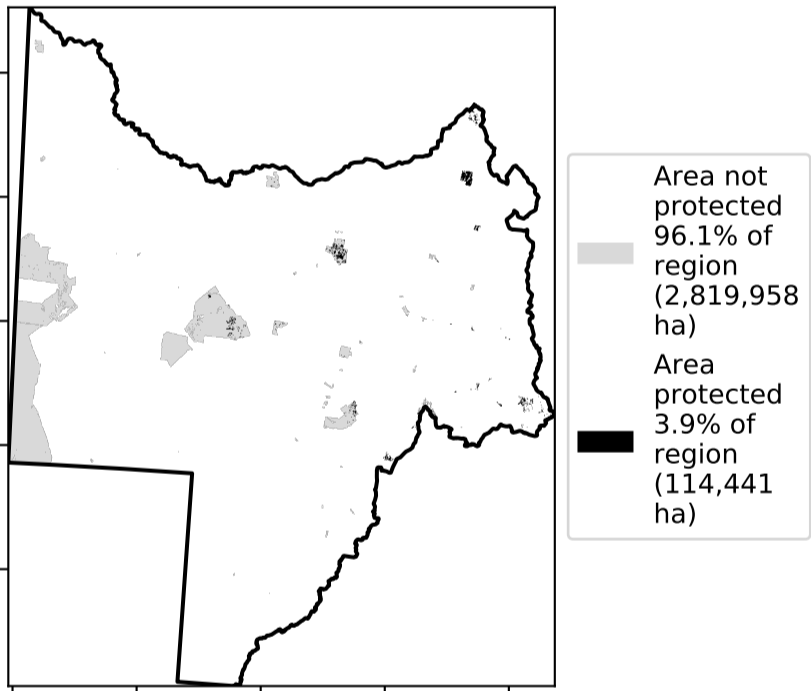 Area not
protected
96.1% of
region
(2,819,958
ha)
Area
protected
3.9% of
region
(114,441
ha)